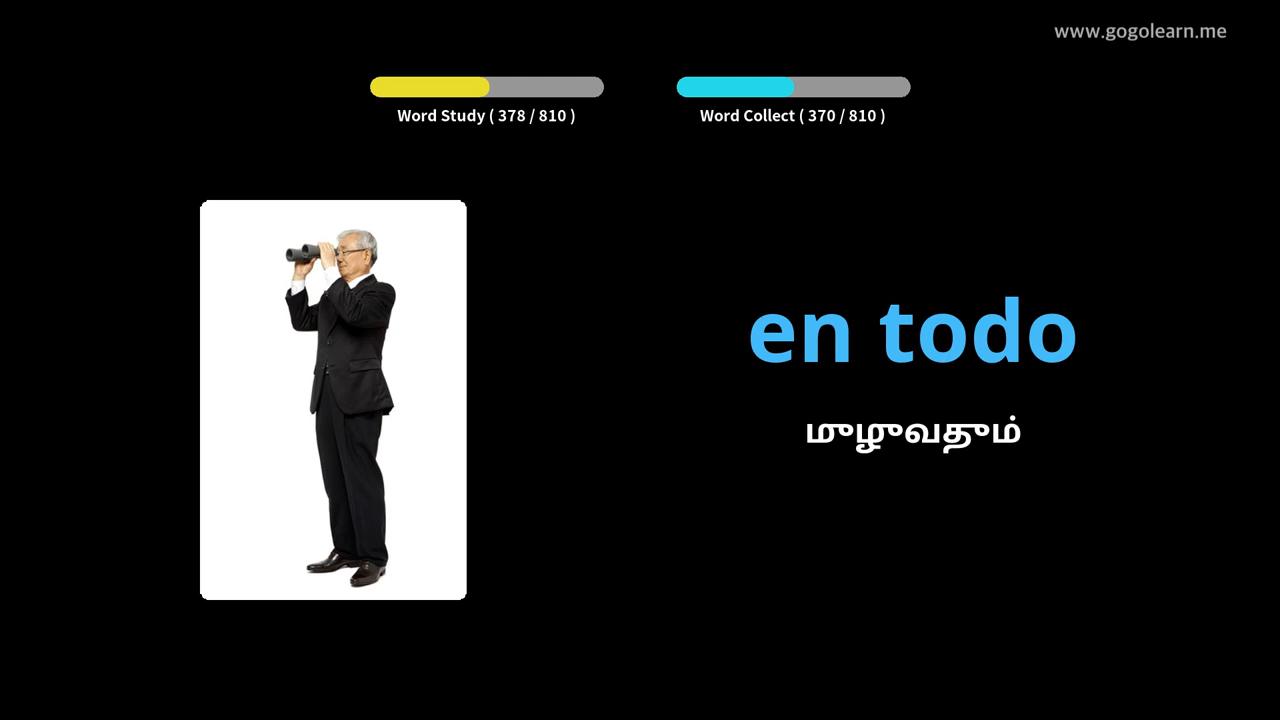 www.gogolearn.me
Word Study ( 378 / 810 )
Word Collect ( 370 / 810 )
en todo
முழுவதும்